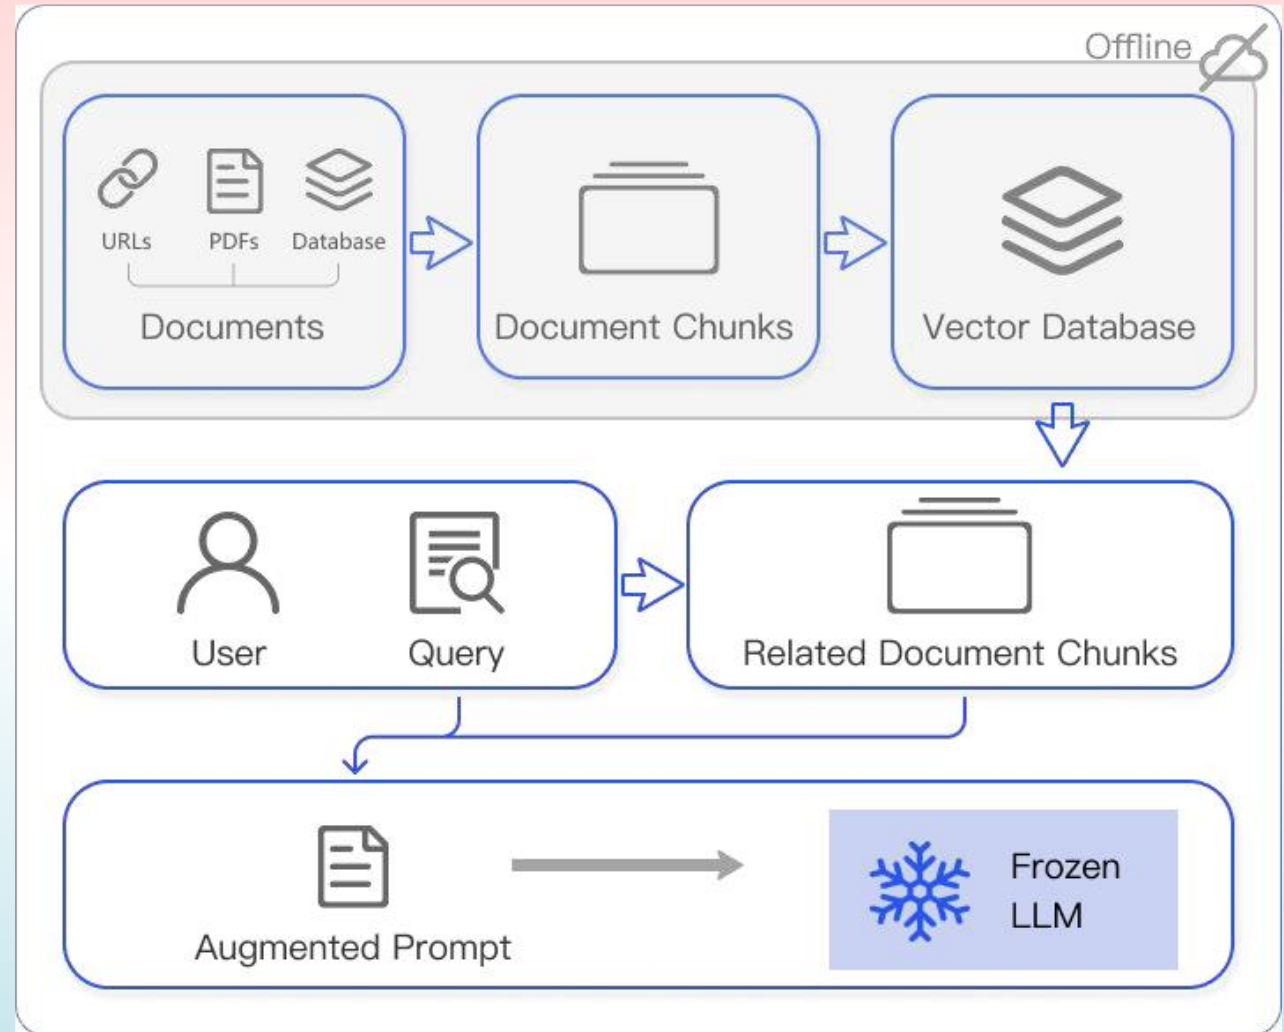 Offline
URLs PDFs Database
Documents
Document Chunks
Vector Database
User
Query
Related Document Chunks
Augmented Prompt
Frozen
LLM